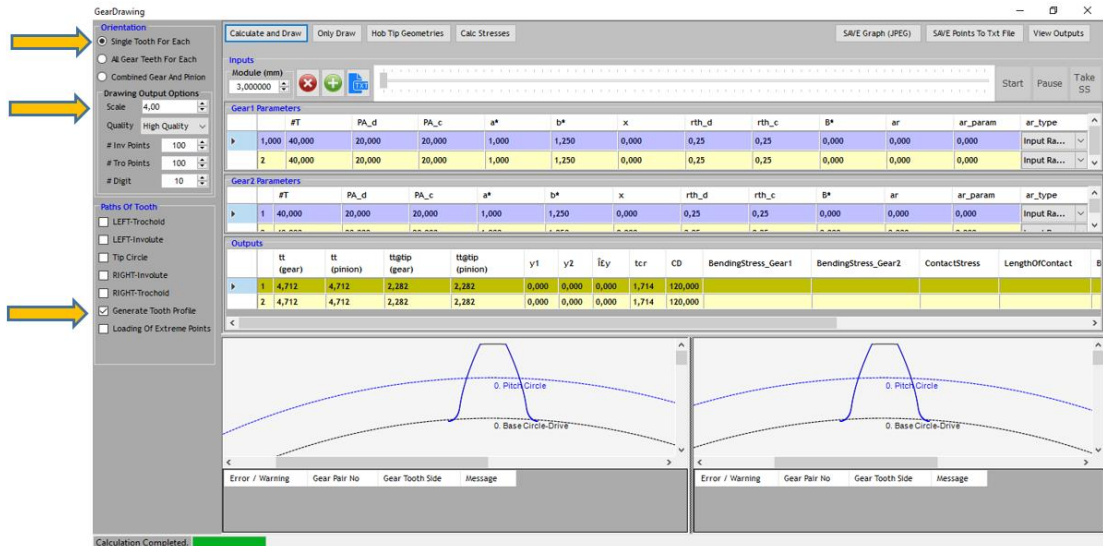 GearDrawing
Orientation
Single Tooth For Each
All Gear Teeth For Each
Combined Gear And Pinion
Drawing Output Options
Scale 4,00
Quality High Quality
# Inv Points 100
# Tro Points 100
# Digit 10
Paths Of Tooth
LEFT-Trochoid
LEFT-Involute
Tip Circle
RIGHT-Involute
RIGHT-Trochoid
Generate Tooth Profile
Loading Of Extreme Points
Calculate and Draw Only Draw Hob Tip Geometries Calc Stresses SAVE Graph (JPEG) SAVE Points To Txt File View Outputs
Inputs
Module (mm)
3,000000 TXT Start Pause Take SS
Gear1 Parameters
#T PA_d PA_c a* b* x rth_d rth_c B* ar ar_param ar_type
1,000 40,000 20,000 20,000 1,000 1,250 0,000 0,25 0,25 0,000 0,000 0,000 Input Ra...
2 40,000 20,000 20,000 1,000 1,250 0,000 0,25 0,25 0,000 0,000 0,000 Input Ra...
Gear2 Parameters
#T PA_d PA_c a* b* x rth_d rth_c B* ar ar_param ar_type
1 40,000 20,000 20,000 1,000 1,250 0,000 0,25 0,25 0,000 0,000 0,000 Input Ra...
Outputs
tt (gear) tt (pinion) tt@tip (gear) tt@tip (pinion) y1 y2 Î£y tcr CD BendingStress_Gear1 BendingStress_Gear2 ContactStress LengthOfContact B
1 4,712 4,712 2,282 2,282 0,000 0,000 0,000 1,714 120,000
2 4,712 4,712 2,282 2,282 0,000 0,000 0,000 1,714 120,000
0. Pitch Circle
0. Base Circle-Drive
0. Pitch Circle
0. Base Circle-Drive
Error / Warning Gear Pair No Gear Tooth Side Message
Error / Warning Gear Pair No Gear Tooth Side Message
Calculation Completed.